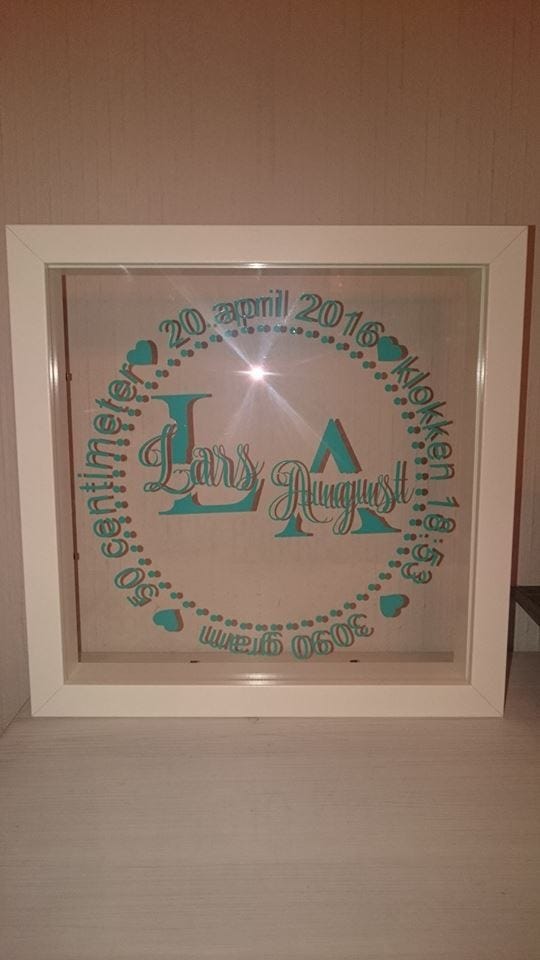 20 april 2016
klokken 18:53
3090 gram
50 centimeter
L A
Lars August